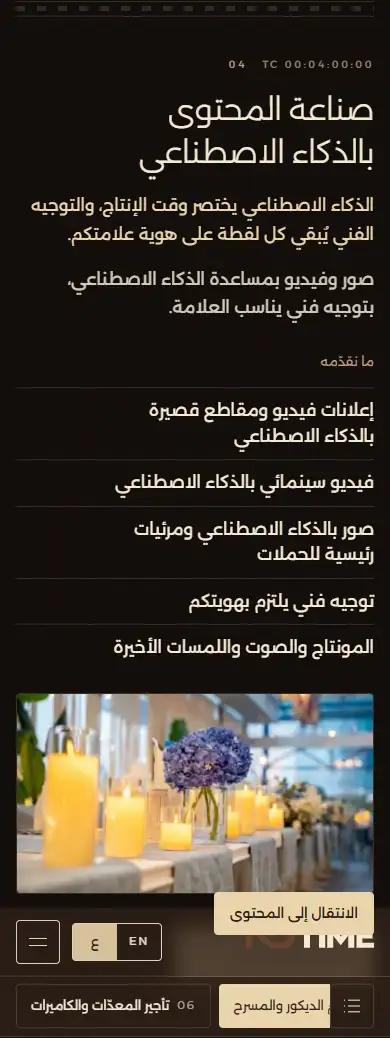 04 TC 00:04:00:00
صناعة المحتوى
بالذكاء الاصطناعي
الذكاء الاصطناعي يختصر وقت الإنتاج، والتوجيه
الفني يُبقي كل لقطة على هوية علامتكم.
صور وفيديو بمساعدة الذكاء الاصطناعي،
بتوجيه فني يناسب العلامة.
ما نقدّمه
إعلانات فيديو ومقاطع قصيرة
بالذكاء الاصطناعي
فيديو سينمائي بالذكاء الاصطناعي
صور بالذكاء الاصطناعي ومرئيات
رئيسية للحملات
توجيه فني يلتزم بهويتكم
المونتاج والصوت واللمسات الأخيرة
الانتقال إلى المحتوى
TIME
EN
ع
الديكور والمسرح
06 تأجير المعدّات والكاميرات